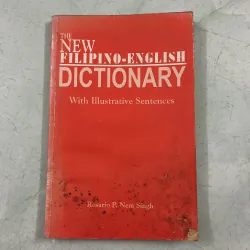 THE
NEW
FILIPINO-ENGLISH
DICTIONARY
With Illustrative Sentences
Rosario P. Nem Singh